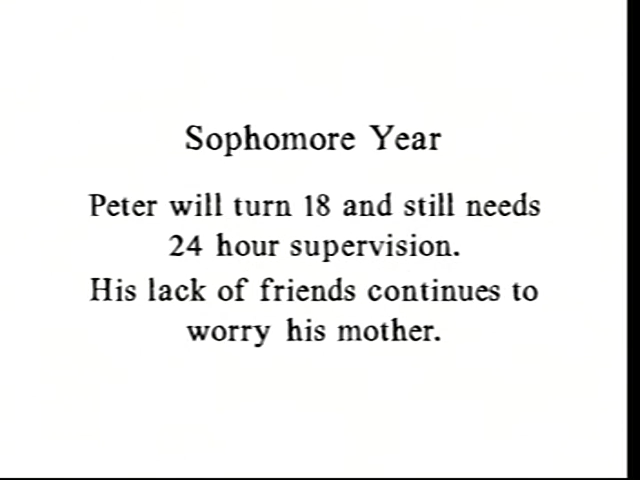 Sophomore Year
Peter will turn 18 and still needs
24 hour supervision.
His lack of friends continues to
worry his mother.